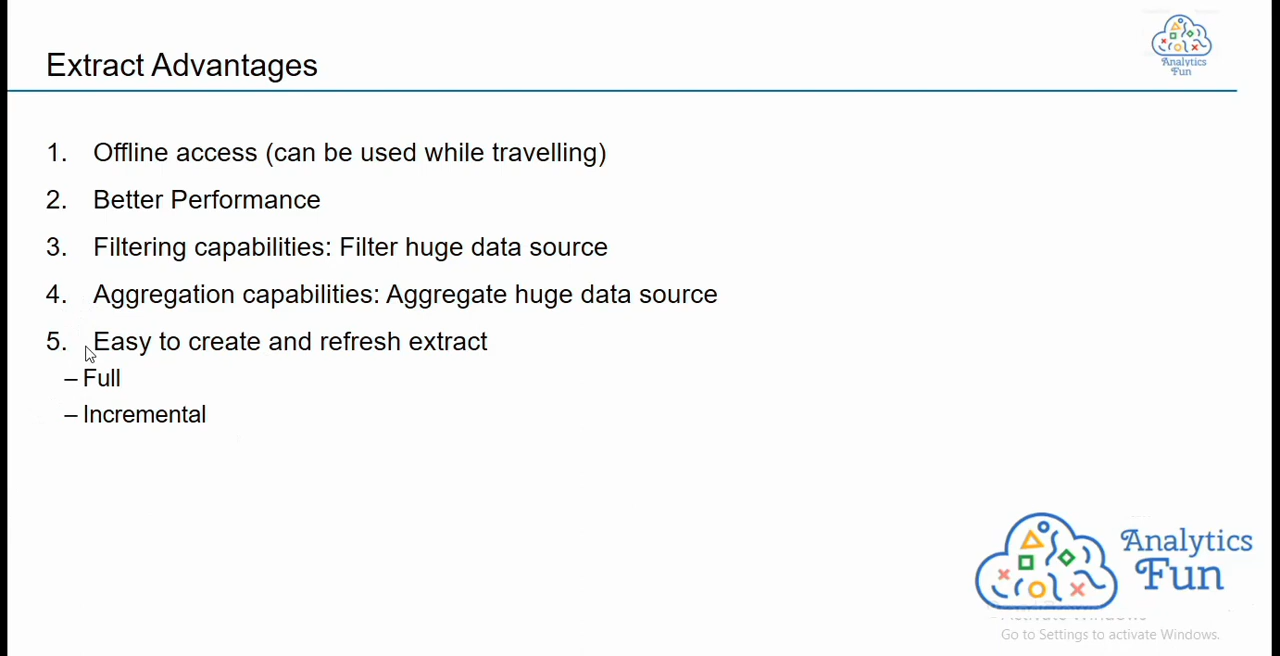 Extract Advantages
Analytics
Fun
1. Offline access (can be used while travelling)
2. Better Performance
3. Filtering capabilities: Filter huge data source
4. Aggregation capabilities: Aggregate huge data source
5. Easy to create and refresh extract
– Full
– Incremental
Analytics
Fun
Activate Windows
Go to Settings to activate Windows.